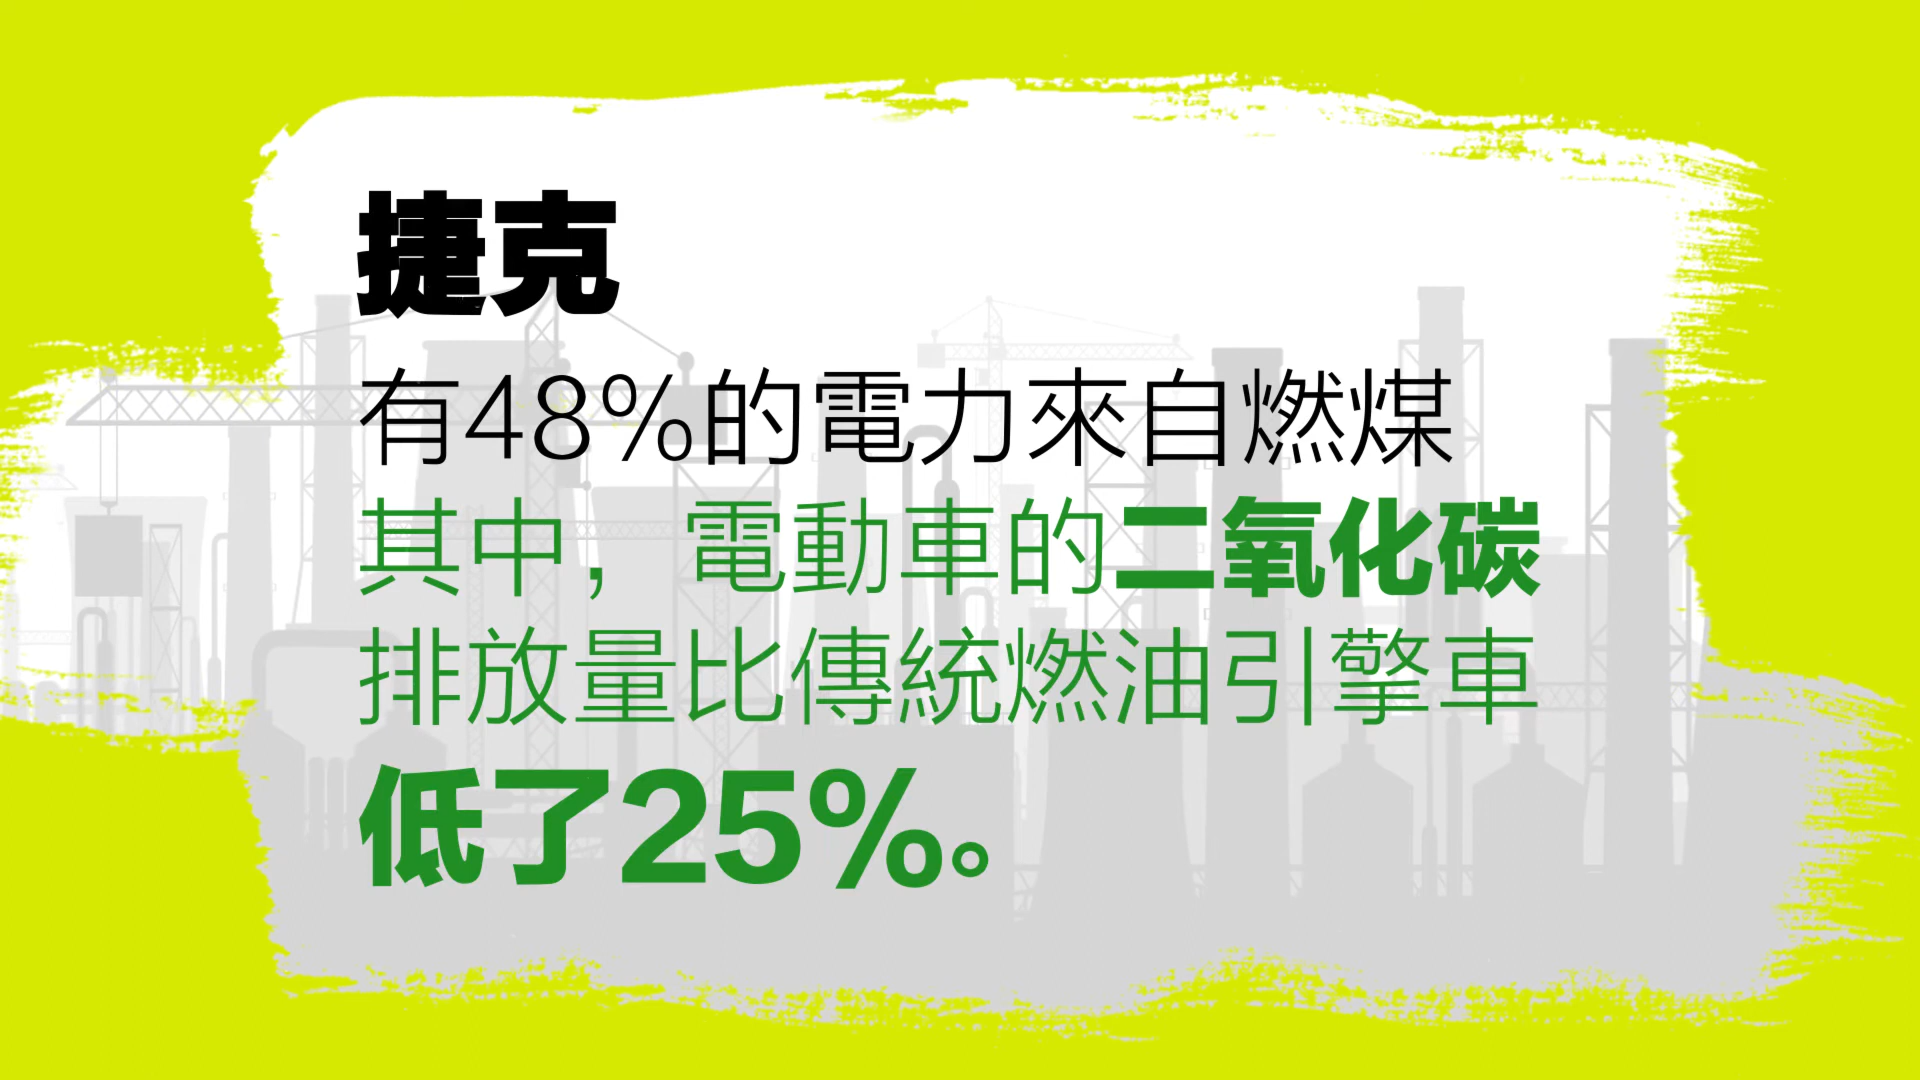 捷克
有48%的電力來自燃煤
其中，電動車的二氧化碳
排放量比傳統燃油引擎車
低了25%。